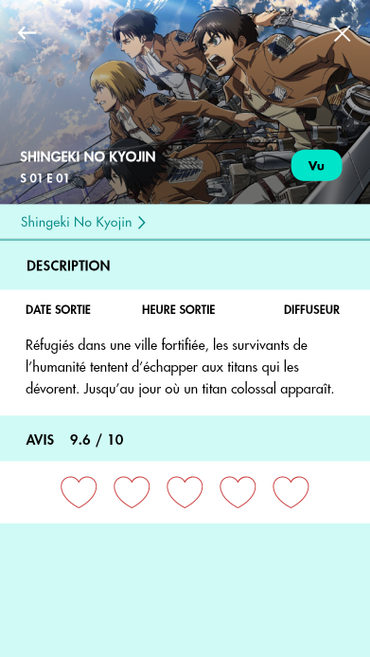 SHINGEKI NO KYOJIN
S 01 E 01
Vu
Shingeki No Kyojin
DESCRIPTION
DATE SORTIE HEURE SORTIE DIFFUSEUR
Réfugiés dans une ville fortifiée, les survivants de
l’humanité tentent d’échapper aux titans qui les
dévorent. Jusqu’au jour où un titan colossal apparaît.
AVIS 9.6 / 10